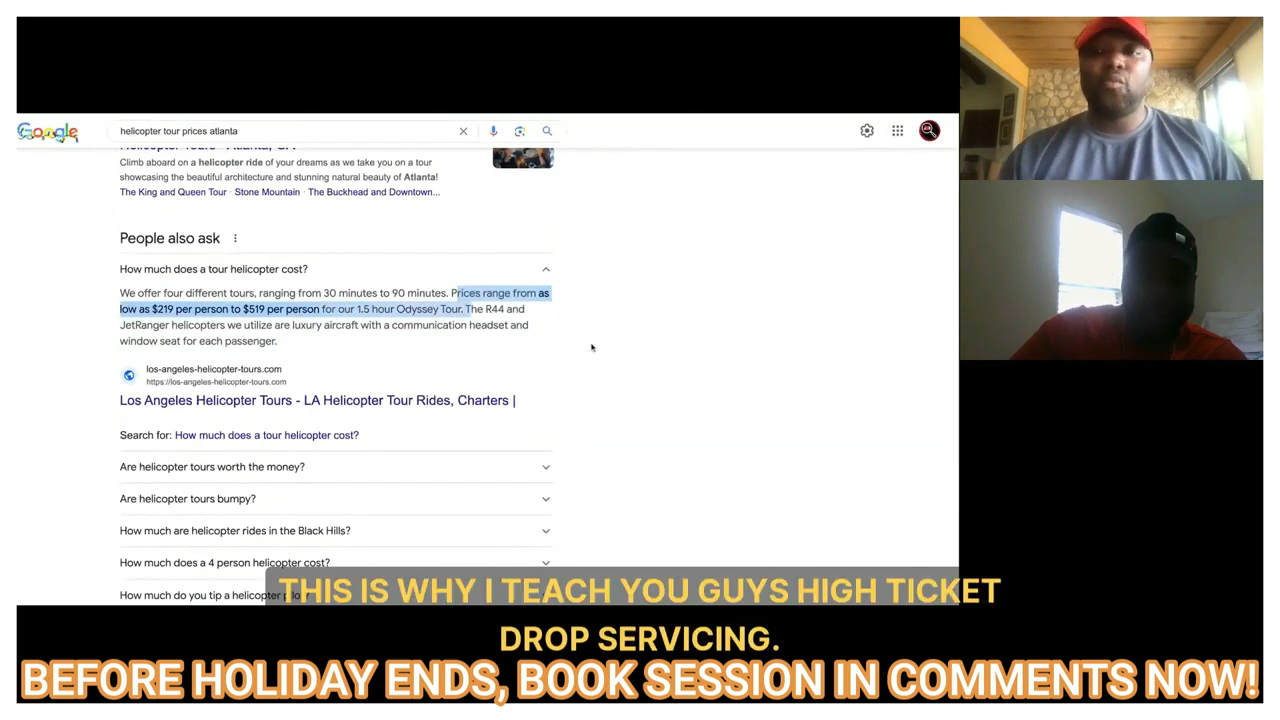 Google
helicopter tour prices atlanta
Helicopter Tours - Atlanta, GA
Climb aboard on a helicopter ride of your dreams as we take you on a tour
showcasing the beautiful architecture and stunning natural beauty of Atlanta!
The King and Queen Tour · Stone Mountain · The Buckhead and Downtown...
People also ask
How much does a tour helicopter cost?
We offer four different tours, ranging from 30 minutes to 90 minutes. Prices range from as
low as $219 per person to $519 per person for our 1.5 hour Odyssey Tour. The R44 and
JetRanger helicopters we utilize are luxury aircraft with a communication headset and
window seat for each passenger.
los-angeles-helicopter-tours.com
https://los-angeles-helicopter-tours.com
Los Angeles Helicopter Tours - LA Helicopter Tour Rides, Charters |
Search for: How much does a tour helicopter cost?
Are helicopter tours worth the money?
Are helicopter tours bumpy?
How much are helicopter rides in the Black Hills?
How much does a 4 person helicopter cost?
How much do you tip a helicopter
THIS IS WHY I TEACH YOU GUYS HIGH TICKET
DROP SERVICING.
BEFORE HOLIDAY ENDS, BOOK SESSION IN COMMENTS NOW!